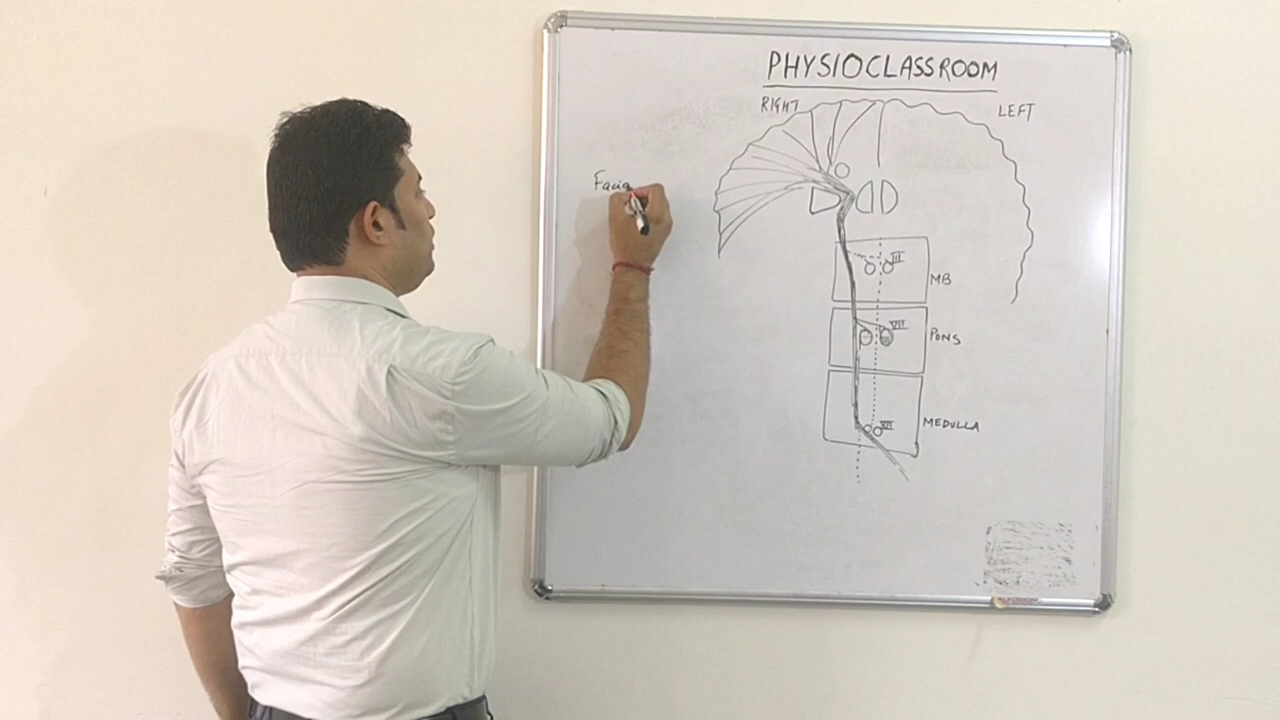 PHYSIOCLASSROOM
RIGHT
LEFT
Facia
III
MB
VII
PONS
XII
MEDULLA